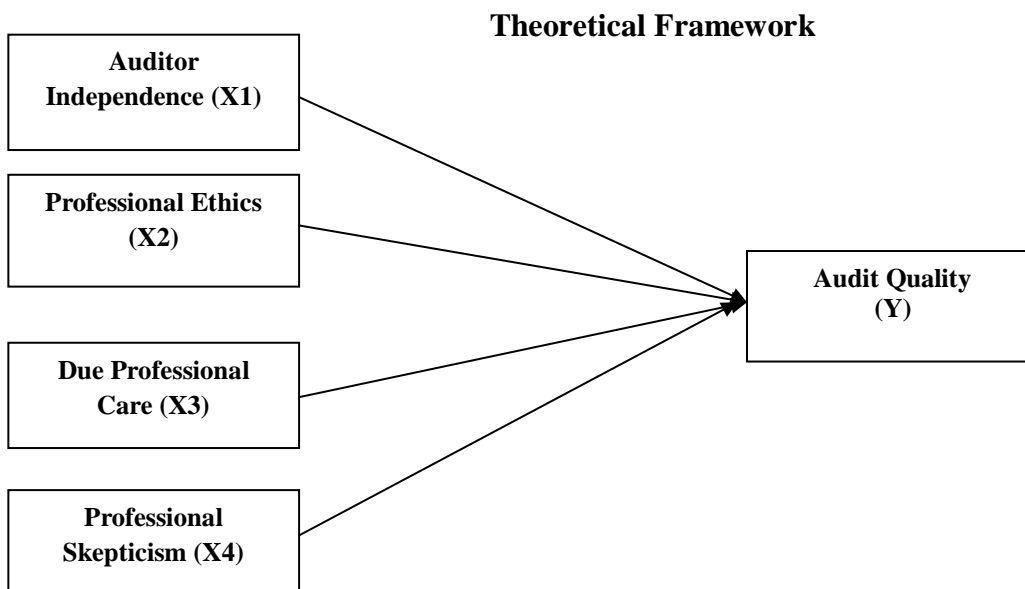 Theoretical Framework
Auditor
Independence (X1)
Professional Ethics
(X2)
Audit Quality
(Y)
Due Professional
Care (X3)
Professional
Skepticism (X4)